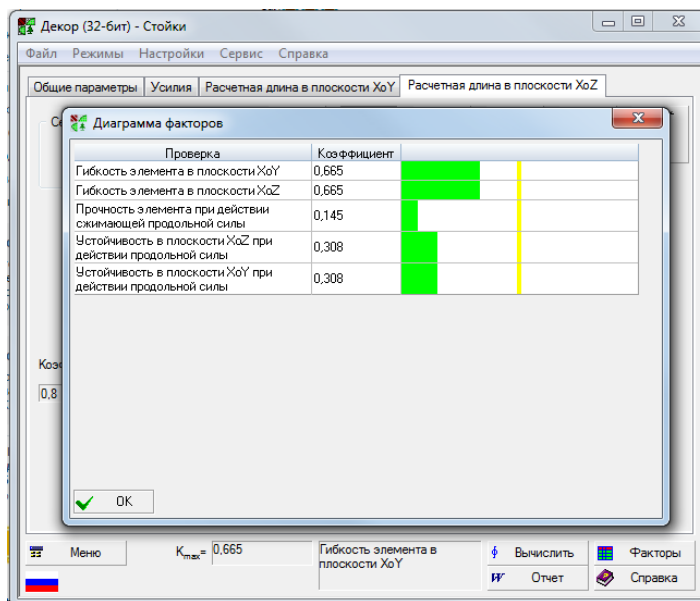 Декор (32-бит) - Стойки
Файл Режимы Настройки Сервис Справка
Общие параметры Усилия Расчетная длина в плоскости XoY Расчетная длина в плоскости XoZ
Се
Диаграмма факторов
Проверка Коэффициент
Гибкость элемента в плоскости XoY 0,665
Гибкость элемента в плоскости XoZ 0,665
Прочность элемента при действии
сжимающей продольной силы 0,145
Устойчивость в плоскости XoZ при
действии продольной силы 0,308
Устойчивость в плоскости XoY при
действии продольной силы 0,308
Коэф
0,8
OK
Меню Kmax= 0,665 Гибкость элемента в
плоскости XoY
Вычислить Факторы
W Отчет Справка